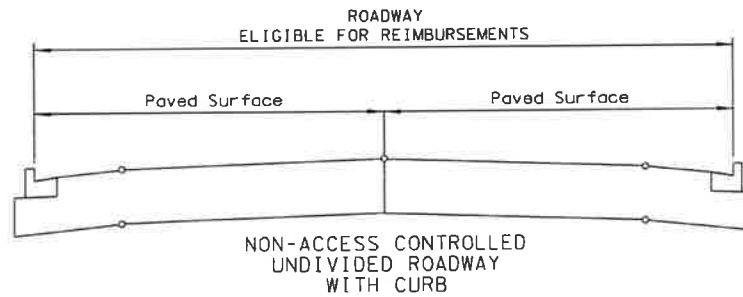 ROADWAY
ELIGIBLE FOR REIMBURSEMENTS
Paved Surface Paved Surface
NON-ACCESS CONTROLLED
UNDIVIDED ROADWAY
WITH CURB